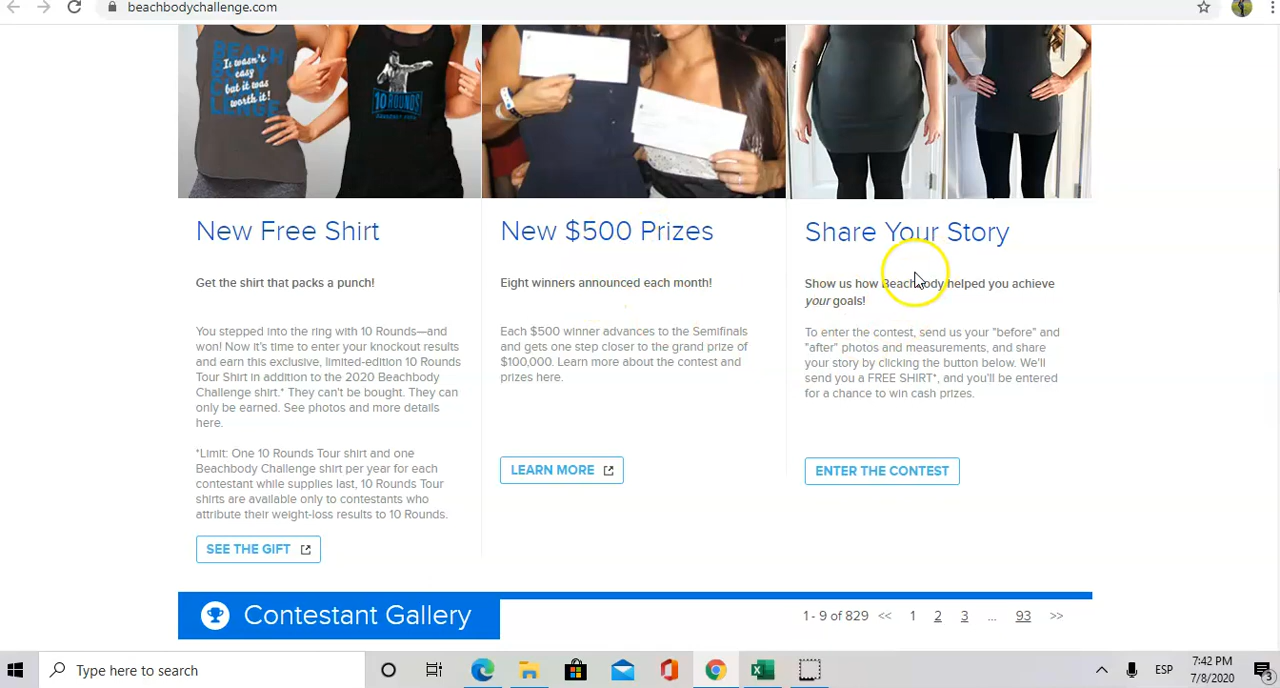 beachbodychallenge.com
It wasn't
easy
but it was
worth it!
10
ROUNDS
New Free Shirt
Get the shirt that packs a punch!
You stepped into the ring with 10 Rounds—and
won! Now it's time to enter your knockout results
and earn this exclusive, limited-edition 10 Rounds
Tour Shirt in addition to the 2020 Beachbody
Challenge shirt.* They can't be bought. They can
only be earned. See photos and more details
here.
*Limit: One 10 Rounds Tour shirt and one
Beachbody Challenge shirt per year for each
contestant while supplies last, 10 Rounds Tour
shirts are available only to contestants who
attribute their weight-loss results to 10 Rounds.
SEE THE GIFT
New $500 Prizes
Eight winners announced each month!
Each $500 winner advances to the Semifinals
and gets one step closer to the grand prize of
$100,000. Learn more about the contest and
prizes here.
LEARN MORE
Share Your Story
Show us how Beachbody helped you achieve
your goals!
To enter the contest, send us your "before" and
"after" photos and measurements, and share
your story by clicking the button below. We'll
send you a FREE SHIRT*, and you'll be entered
for a chance to win cash prizes.
ENTER THE CONTEST
Contestant Gallery
1 - 9 of 829 << 1 2 3 ... 93 >>
Type here to search
ESP
7:42 PM
7/8/2020
3